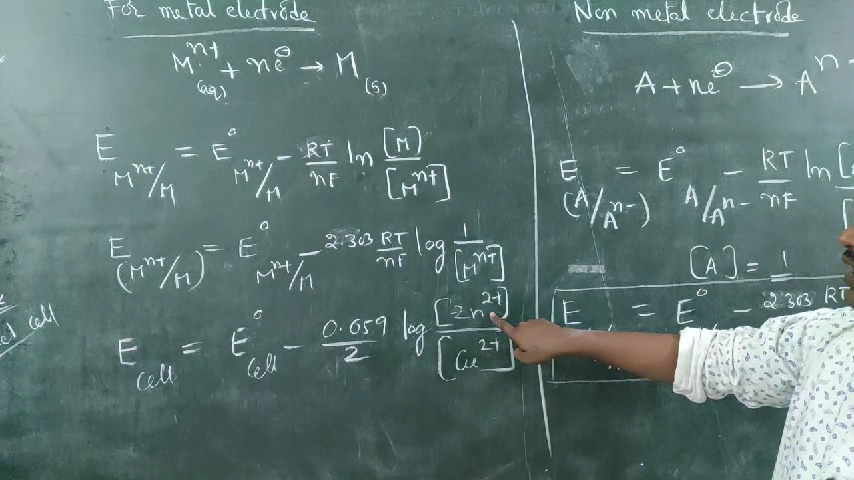 For metal electrode
M^n+ (aq) + ne^⊖ → M (s)
E M^n+/M = E° M^n+/M − RT/nF ln [M]/[M^n+]
E (M^n+/M) = E° M^n+/M − 2.303 RT/nF log 1/[M^n+]
E cell = E° cell − 0.059/2 log [Zn^2+]/[Cu^2+]
cell
Non metal electrode
A + ne^⊖ → A^n-
E (A/A^n-) = E° A/A^n- − RT/nF ln [
[A] = 1
E = E° − 2.303 RT